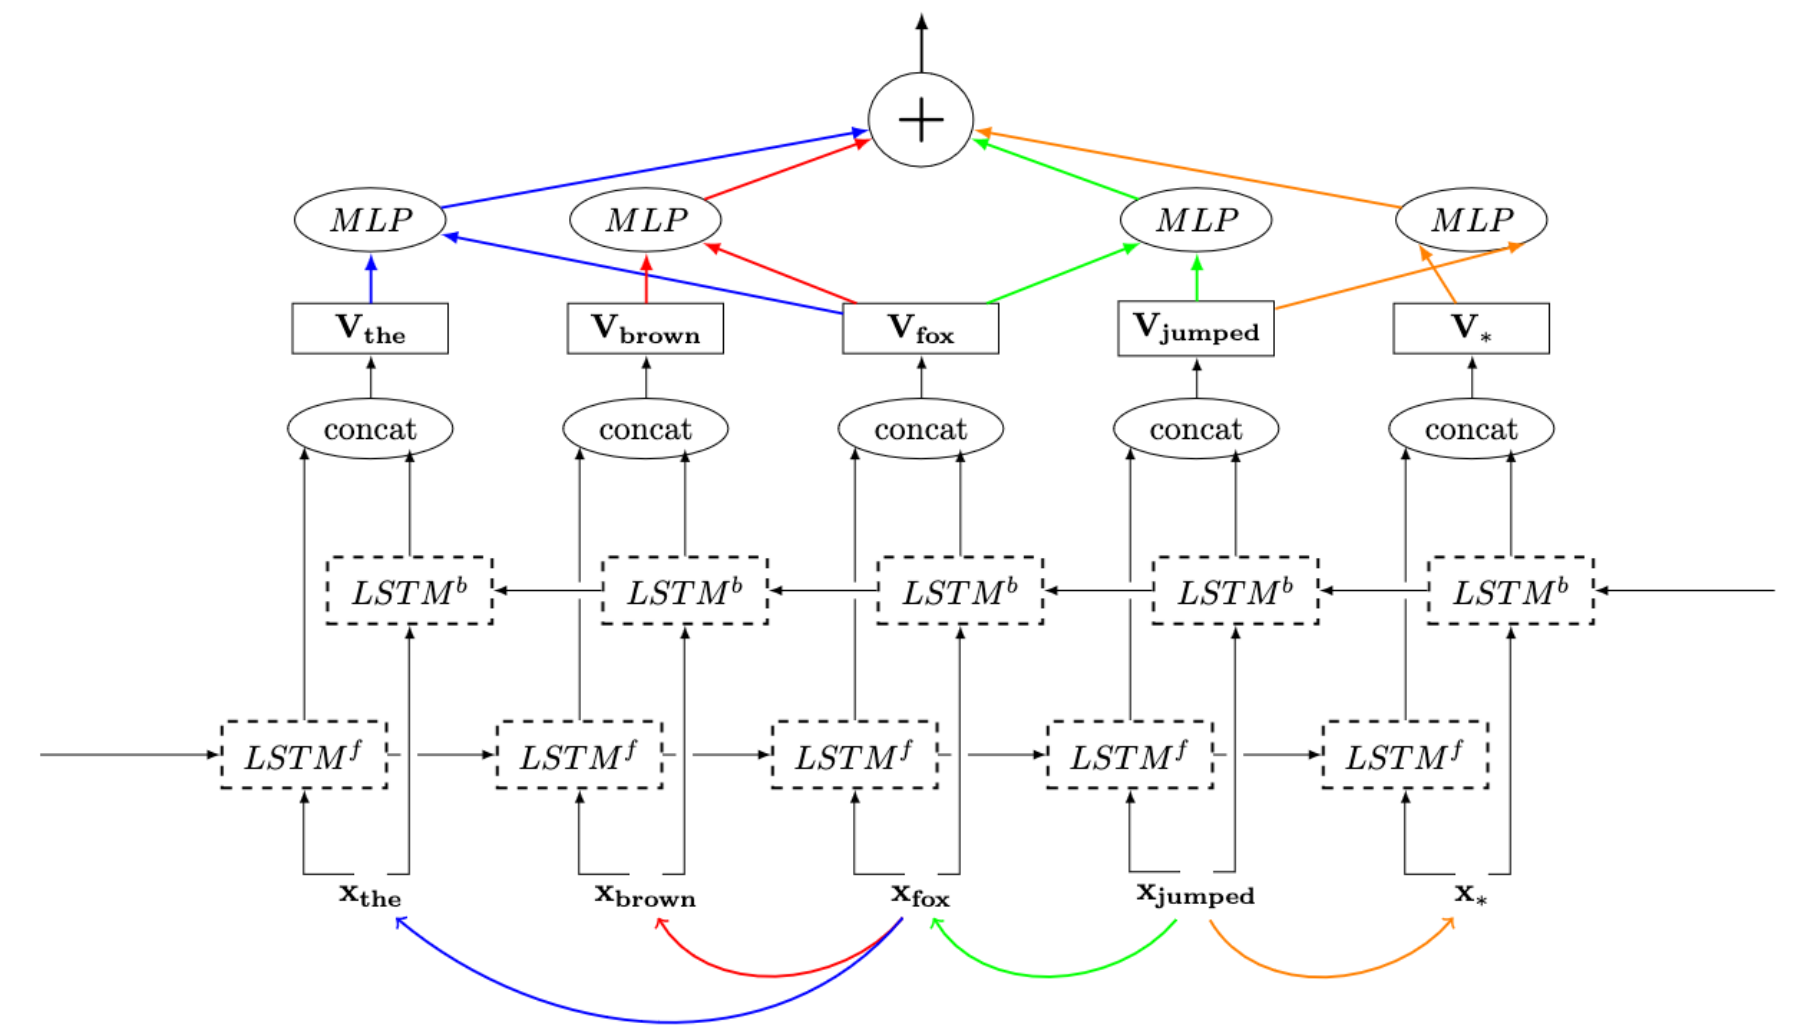 +
MLP MLP MLP MLP
V_the V_brown V_fox V_jumped V_*
concat concat concat concat concat
LSTM^b LSTM^b LSTM^b LSTM^b LSTM^b
LSTM^f LSTM^f LSTM^f LSTM^f LSTM^f
x_the x_brown x_fox x_jumped x_*